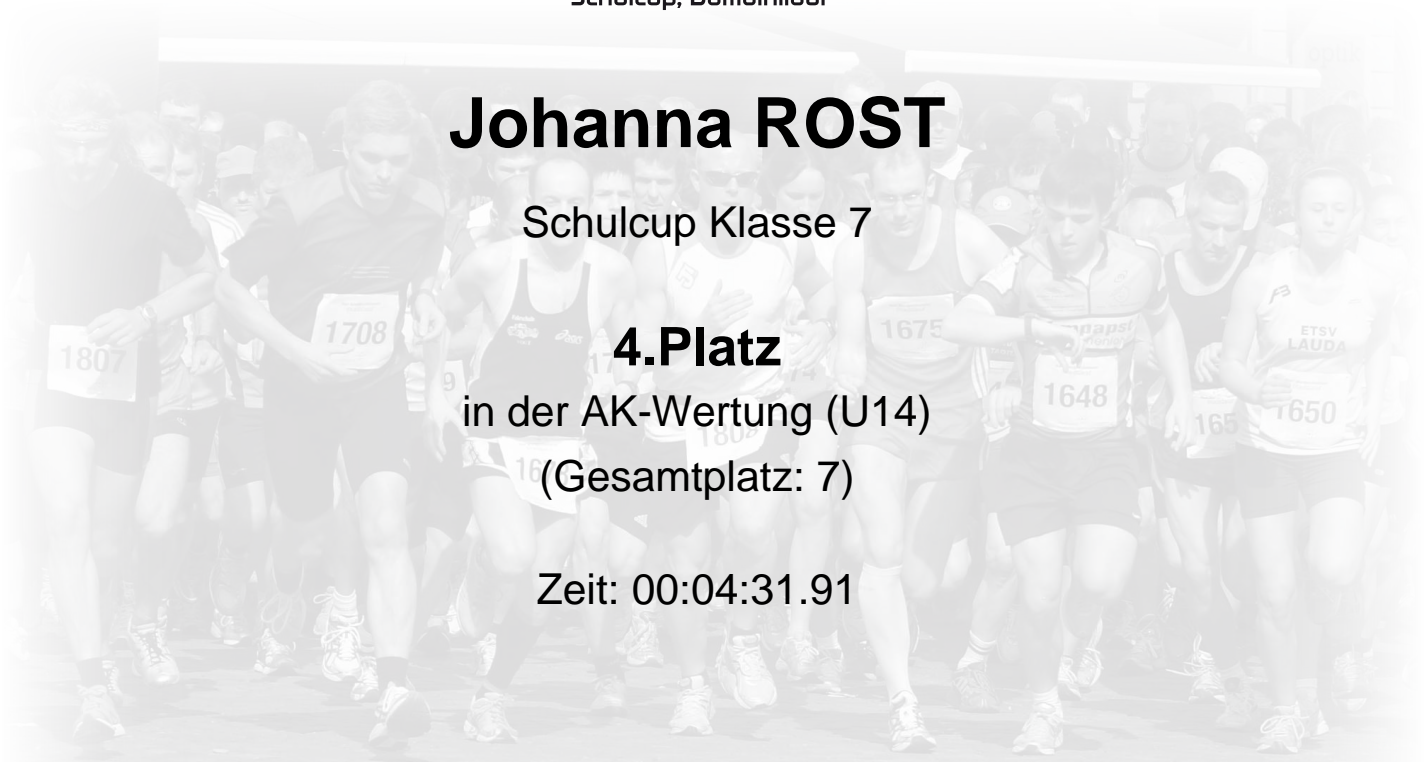 Johanna ROST
Schulcup Klasse 7
4.Platz
in der AK-Wertung (U14)
(Gesamtplatz: 7)
Zeit: 00:04:31.91
1807
1708
1675
1648
1650
ETSV
LAUDA